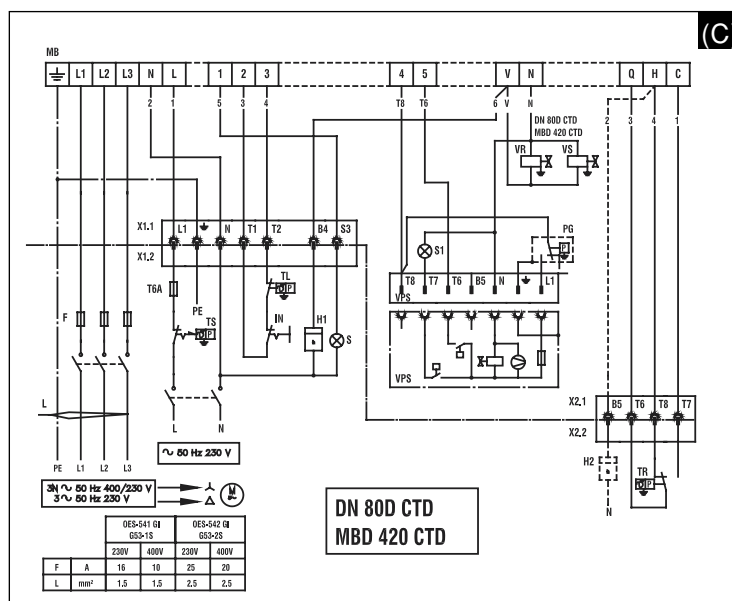 (C
MB
L1 L2 L3 N L 1 2 3 4 5 V N Q H C
2 1 5 3 4 T8 T6 6 V N 2 3 4 1
DN 80D CTD
MBD 420 CTD
VR VS
X1.1 L1 N T1 T2 B4 S3
X1.2
PG
P
S1
T8 T7 T6 B5 N L1
VPS
TL
P
T6A
PE
TS
P
IN
H1
S
F
VPS
L
L N
X2.1 B5 T6 T8 T7
X2.2
H2
TR
P
N
PE L1 L2 L3
∿ 50 Hz 230 V
3N ∿ 50 Hz 400/230 V
3 ∿ 50 Hz 230 V
M
DN 80D CTD
MBD 420 CTD
OES-541 GI OES-542 GI
G53-1S G53-2S
230V 400V 230V 400V
F A 16 10 25 20
L mm² 1.5 1.5 2.5 2.5